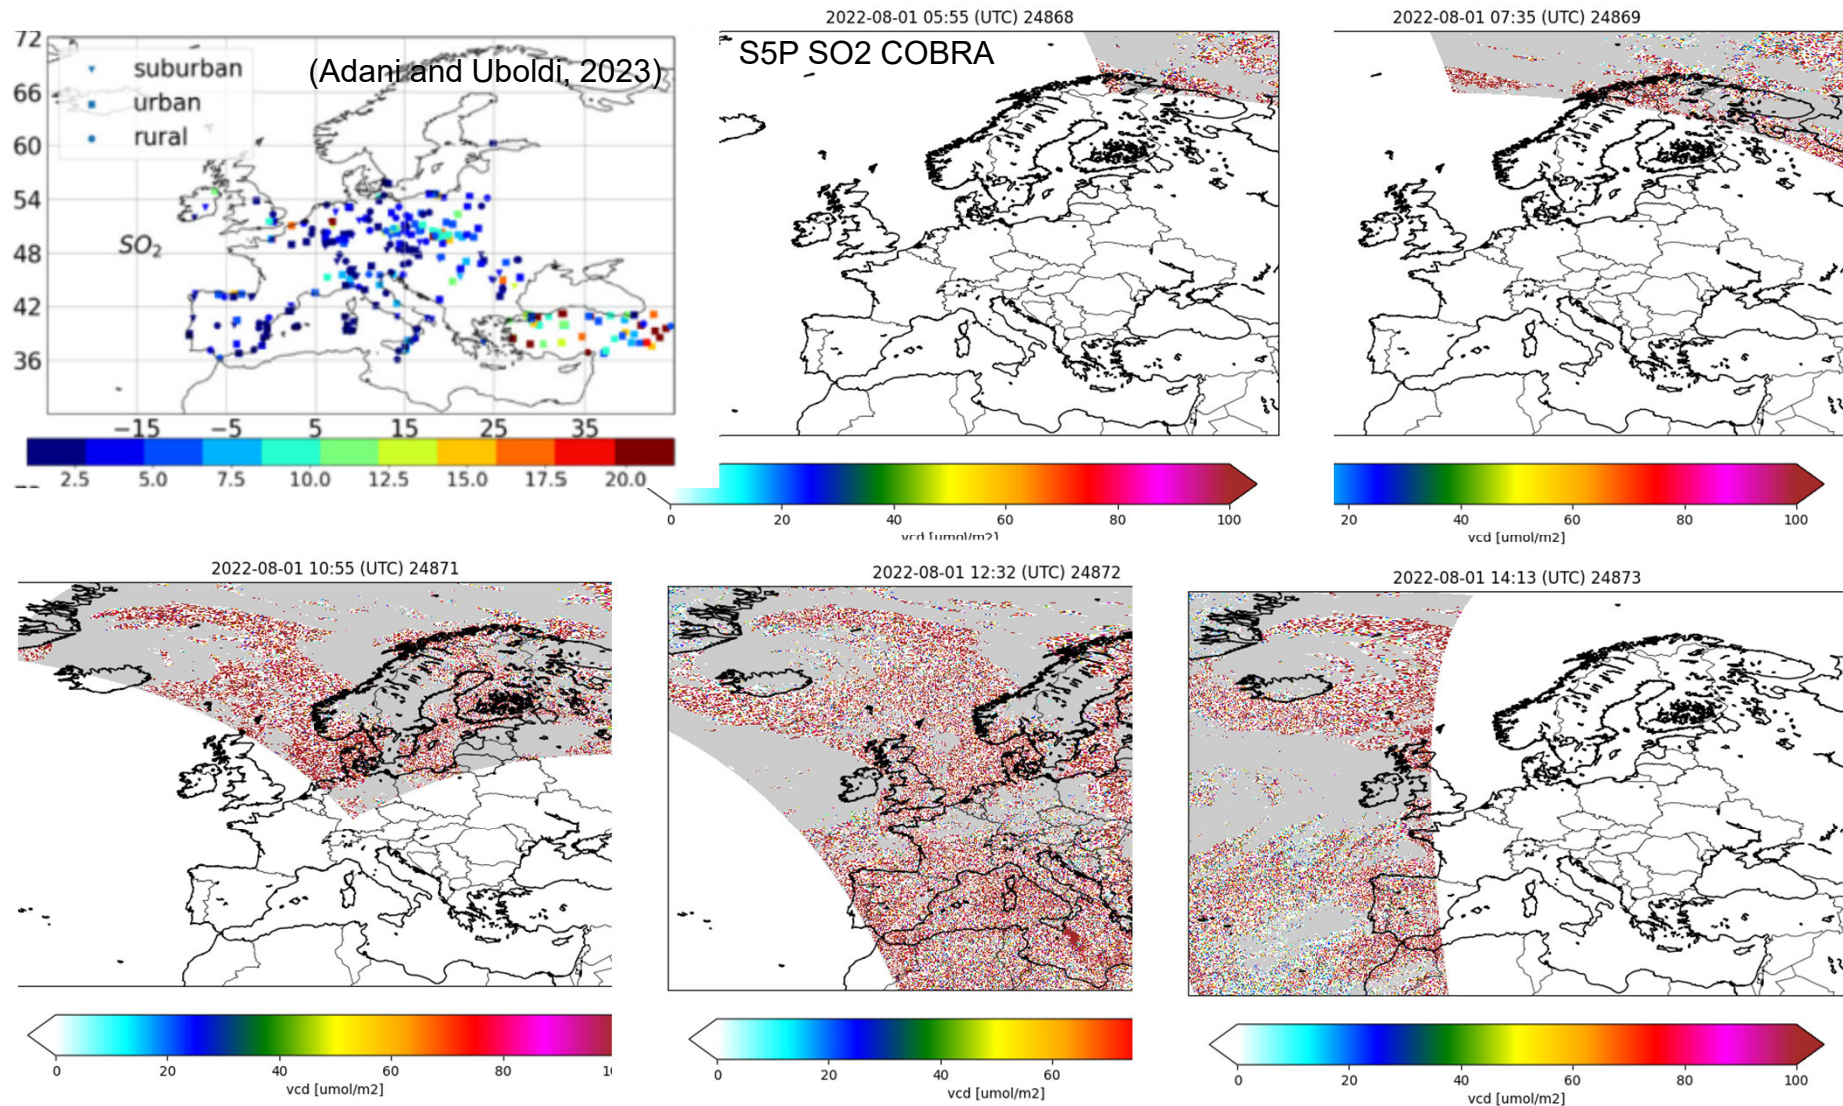 2022-08-01 05:55 (UTC) 24868
2022-08-01 07:35 (UTC) 24869
S5P SO2 COBRA
(Adani and Uboldi, 2023)
72
66
60
54
48
42
36
suburban
urban
rural
SO2
−15 −5 5 15 25 35
2.5 5.0 7.5 10.0 12.5 15.0 17.5 20.0
0 20 40 60 80 100
vcd [umol/m2]
20 40 60 80 100
vcd [umol/m2]
2022-08-01 10:55 (UTC) 24871
2022-08-01 12:32 (UTC) 24872
2022-08-01 14:13 (UTC) 24873
0 20 40 60 80
vcd [umol/m2]
0 20 40 60
vcd [umol/m2]
0 20 40 60 80 100
vcd [umol/m2]